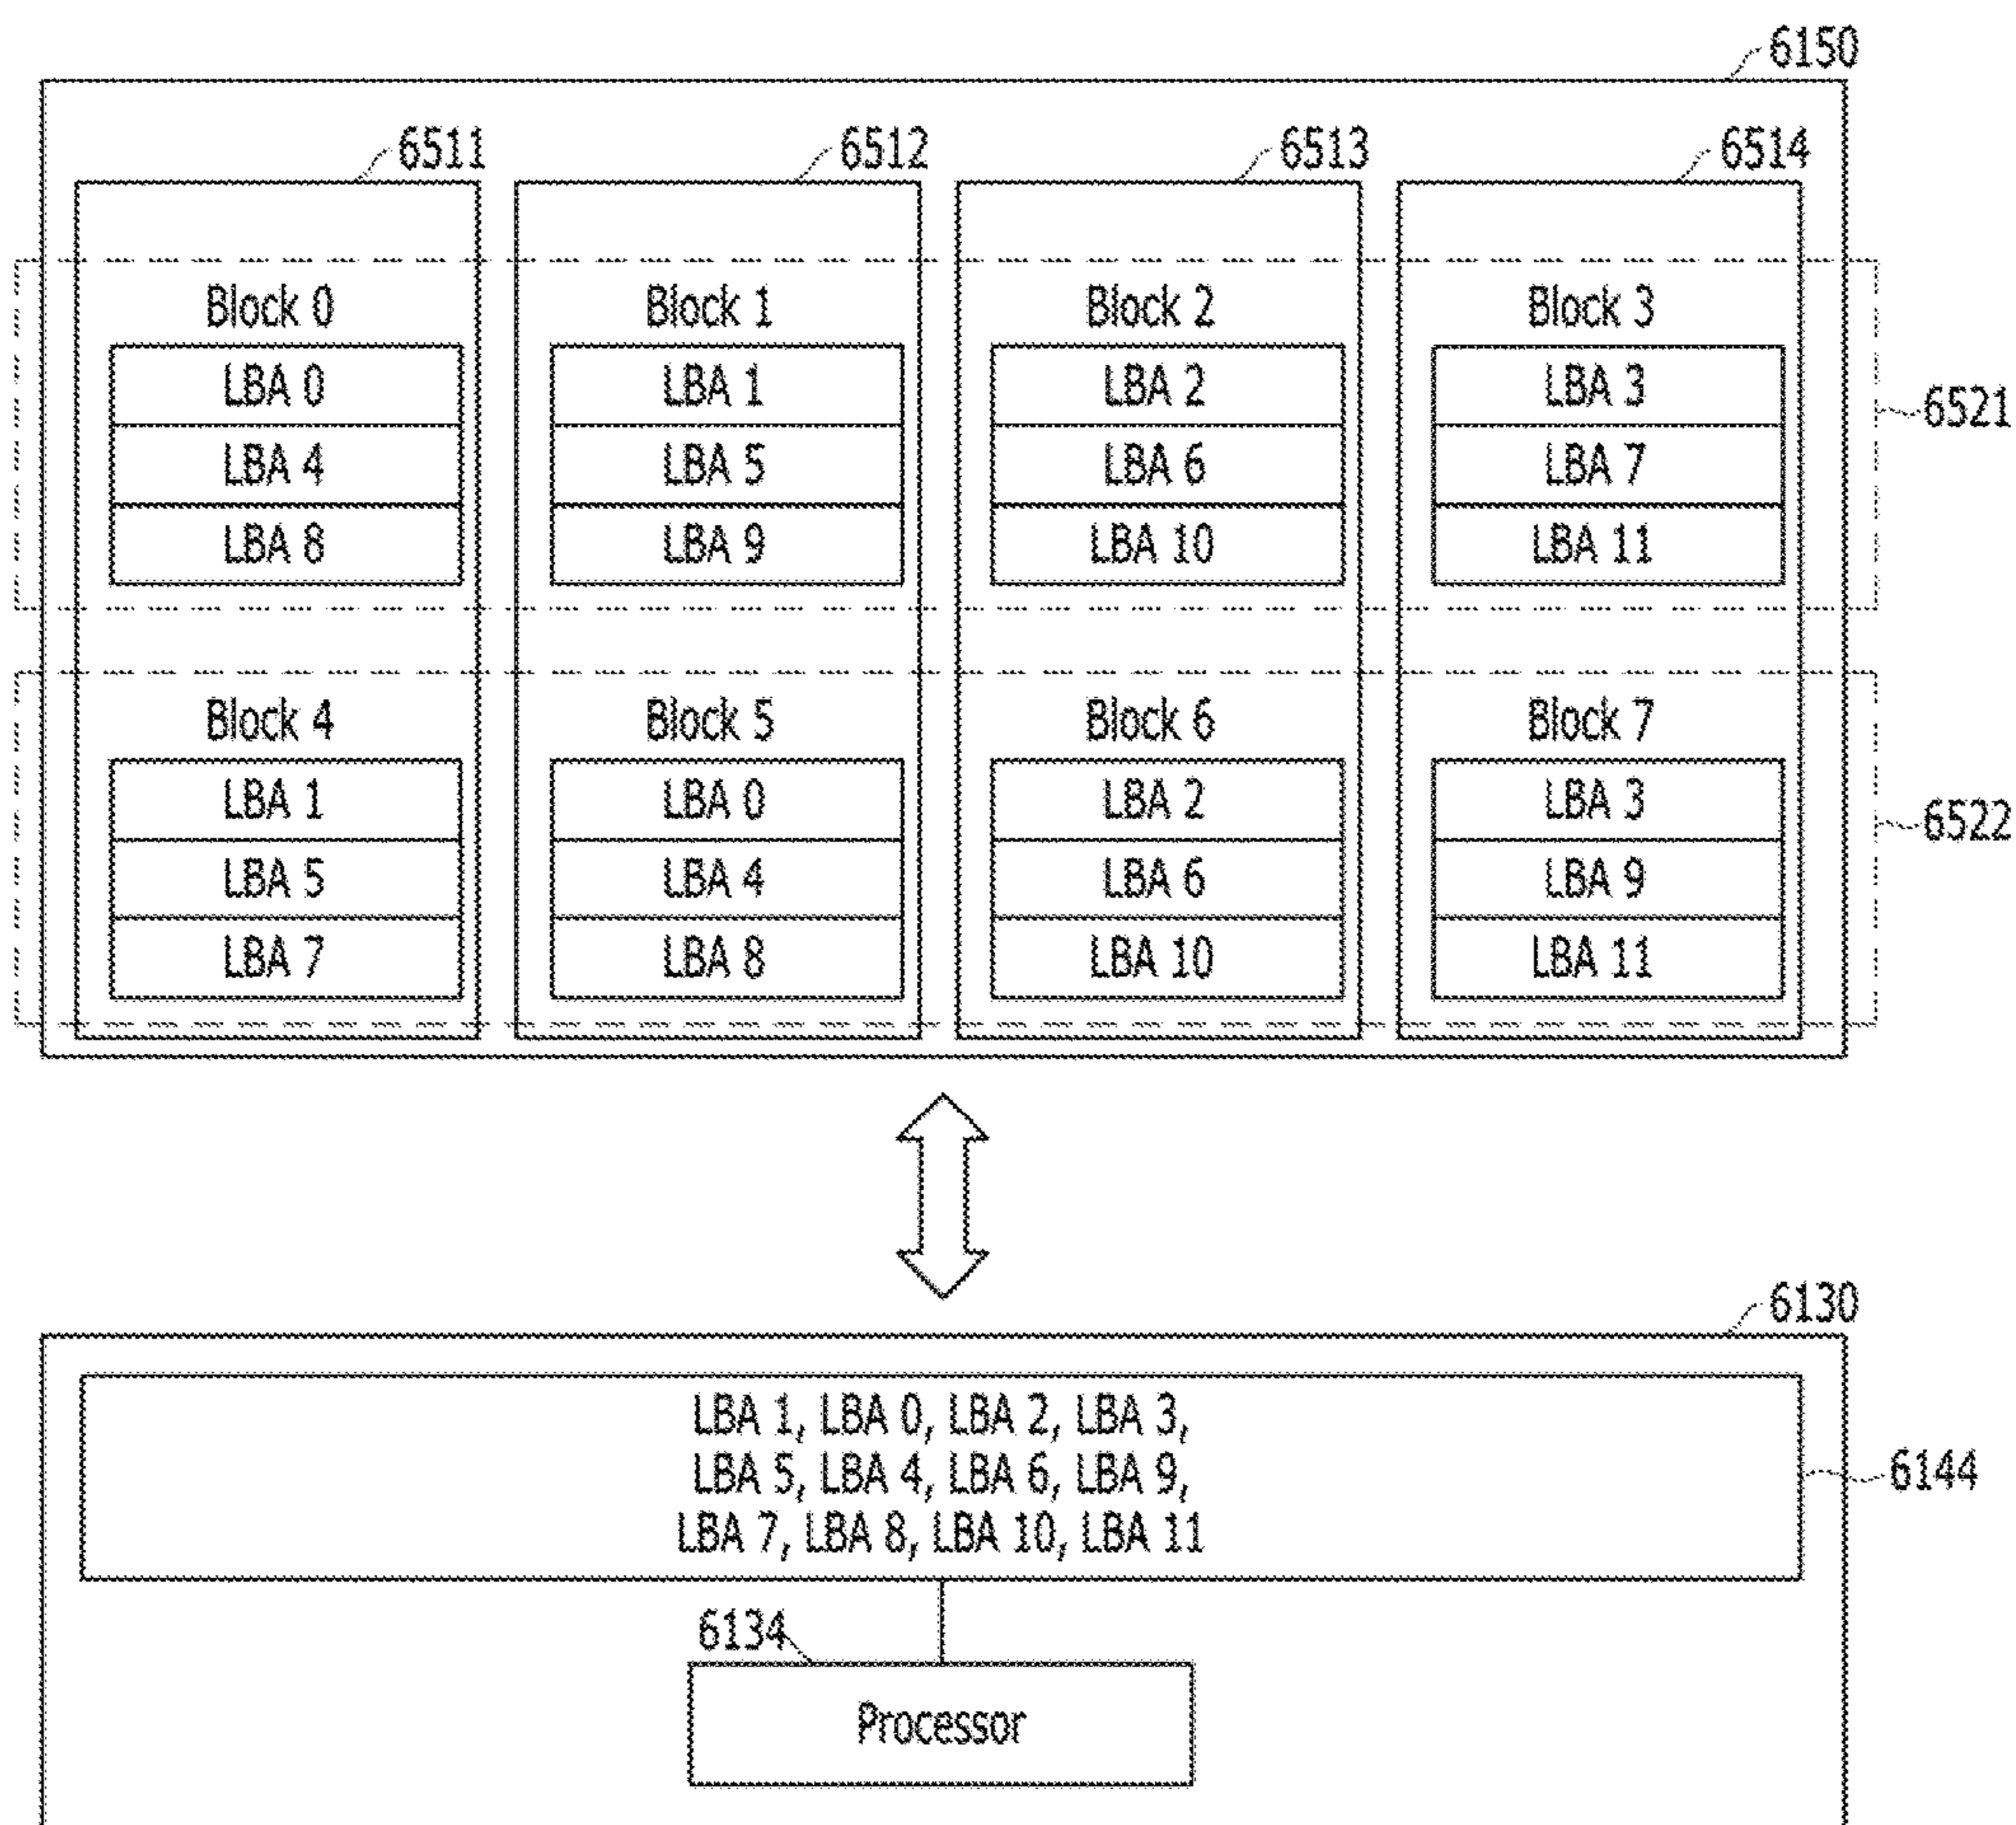 6150
6511 6512 6513 6514
Block 0 Block 1 Block 2 Block 3
LBA 0 LBA 1 LBA 2 LBA 3
6521
LBA 4 LBA 5 LBA 6 LBA 7
LBA 8 LBA 9 LBA 10 LBA 11
Block 4 Block 5 Block 6 Block 7
LBA 1 LBA 0 LBA 2 LBA 3
6522
LBA 5 LBA 4 LBA 6 LBA 9
LBA 7 LBA 8 LBA 10 LBA 11
6130
LBA 1, LBA 0, LBA 2, LBA 3,
LBA 5, LBA 4, LBA 6, LBA 9,
6144
LBA 7, LBA 8, LBA 10, LBA 11
6134
Processor